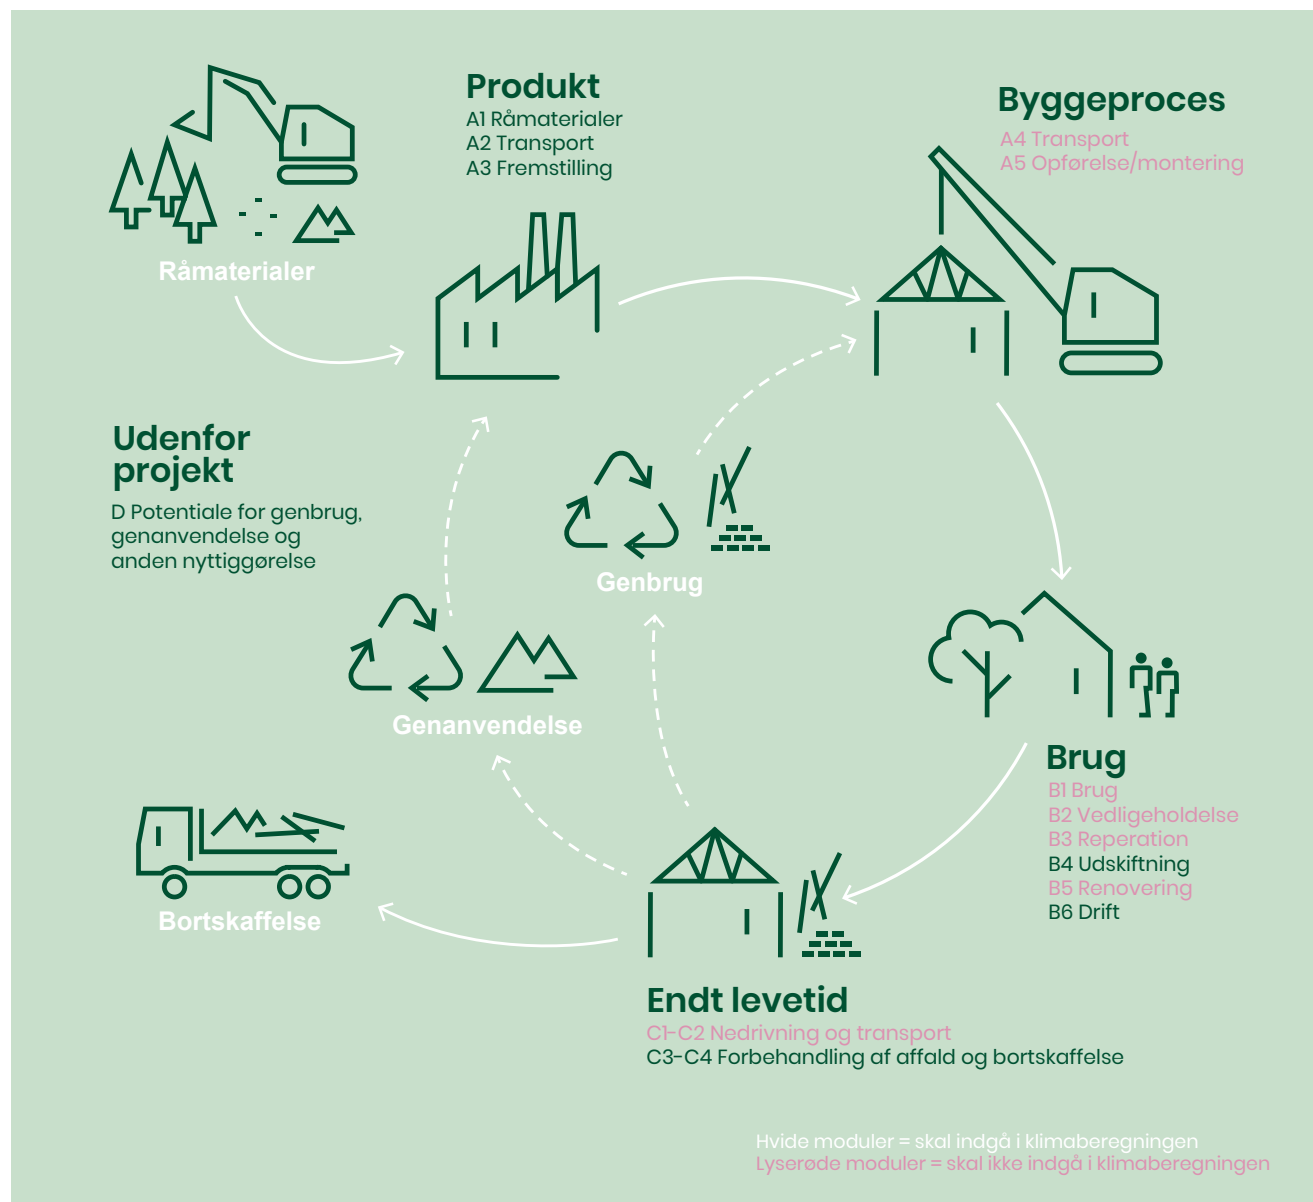 Produkt
A1 Råmaterialer
A2 Transport
A3 Fremstilling
Byggeproces
A4 Transport
A5 Opførelse/montering
Råmaterialer
Udenfor
projekt
D Potentiale for genbrug,
genanvendelse og
anden nyttiggørelse
Genbrug
Genanvendelse
Brug
B1 Brug
B2 Vedligeholdelse
B3 Reperation
B4 Udskiftning
B5 Renovering
B6 Drift
Bortskaffelse
Endt levetid
C1-C2 Nedrivning og transport
C3-C4 Forbehandling af affald og bortskaffelse
Hvide moduler = skal indgå i klimaberegningen
Lyserøde moduler = skal ikke indgå i klimaberegningen